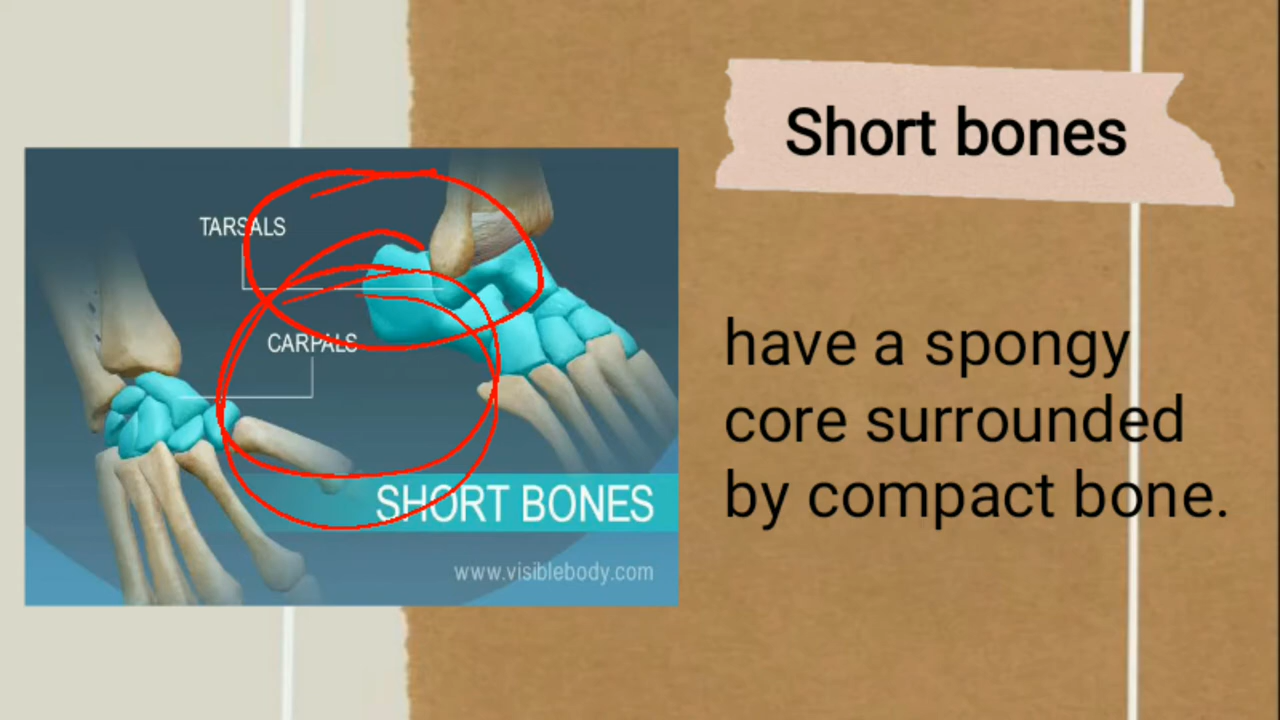 Short bones
TARSALS
CARPALS
SHORT BONES
www.visiblebody.com
have a spongy
core surrounded
by compact bone.